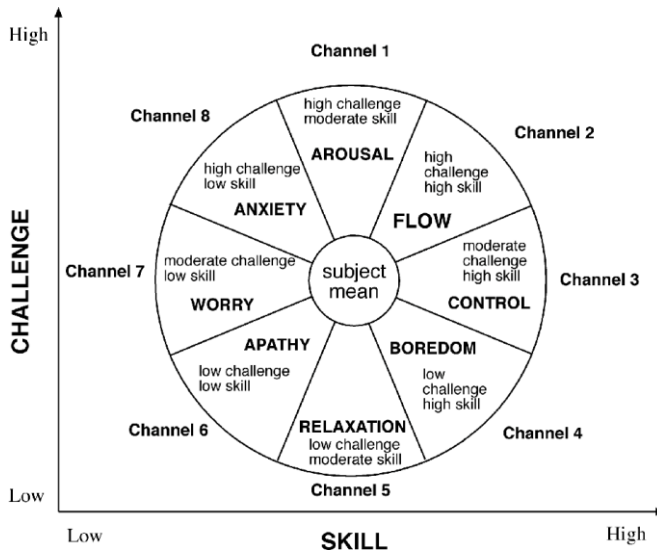 High
Channel 1
Channel 8
high challenge
moderate skill
AROUSAL
Channel 2
high
challenge
high skill
FLOW
high challenge
low skill
ANXIETY
CHALLENGE
Channel 7
moderate challenge
low skill
WORRY
subject
mean
moderate
challenge
high skill
CONTROL
Channel 3
APATHY
low challenge
low skill
Channel 6
BOREDOM
low
challenge
high skill
Channel 4
RELAXATION
low challenge
moderate skill
Channel 5
Low
Low
SKILL
High